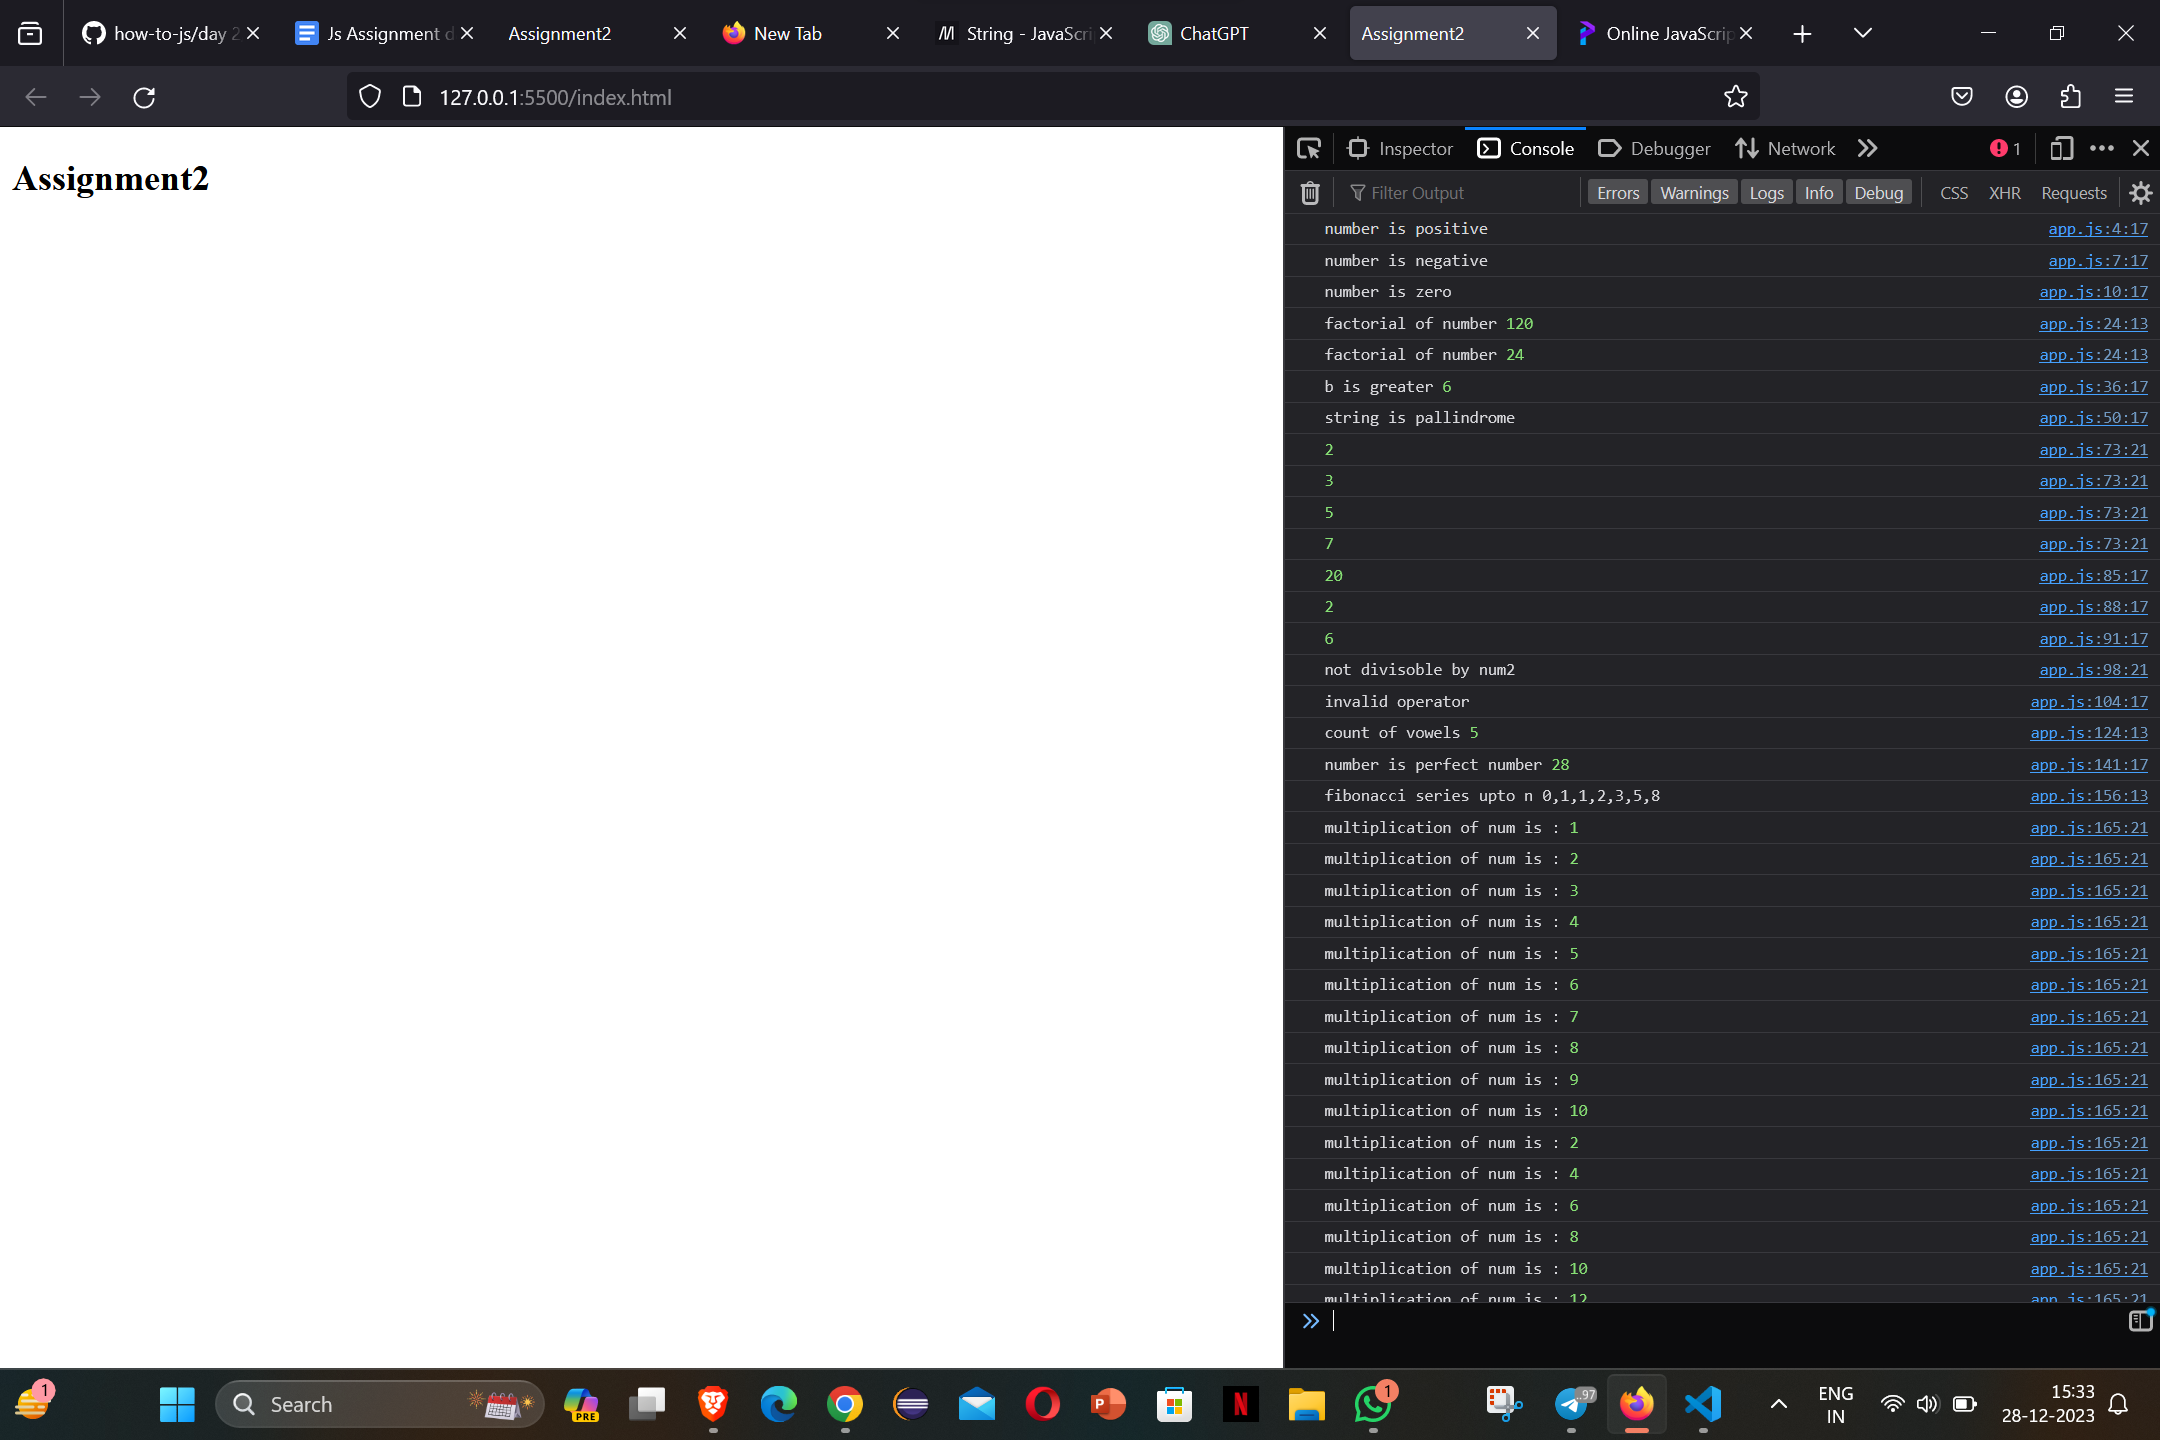 how-to-js/day 2
Js Assignment d
Assignment2
New Tab
String - JavaScri
ChatGPT
Assignment2
Online JavaScrip
127.0.0.1:5500/index.html
Assignment2
Inspector
Console
Debugger
Network
1
Filter Output
Errors
Warnings
Logs
Info
Debug
CSS
XHR
Requests
number is positive app.js:4:17
number is negative app.js:7:17
number is zero app.js:10:17
factorial of number 120 app.js:24:13
factorial of number 24 app.js:24:13
b is greater 6 app.js:36:17
string is pallindrome app.js:50:17
2 app.js:73:21
3 app.js:73:21
5 app.js:73:21
7 app.js:73:21
20 app.js:85:17
2 app.js:88:17
6 app.js:91:17
not divisoble by num2 app.js:98:21
invalid operator app.js:104:17
count of vowels 5 app.js:124:13
number is perfect number 28 app.js:141:17
fibonacci series upto n 0,1,1,2,3,5,8 app.js:156:13
multiplication of num is : 1 app.js:165:21
multiplication of num is : 2 app.js:165:21
multiplication of num is : 3 app.js:165:21
multiplication of num is : 4 app.js:165:21
multiplication of num is : 5 app.js:165:21
multiplication of num is : 6 app.js:165:21
multiplication of num is : 7 app.js:165:21
multiplication of num is : 8 app.js:165:21
multiplication of num is : 9 app.js:165:21
multiplication of num is : 10 app.js:165:21
multiplication of num is : 2 app.js:165:21
multiplication of num is : 4 app.js:165:21
multiplication of num is : 6 app.js:165:21
multiplication of num is : 8 app.js:165:21
multiplication of num is : 10 app.js:165:21
multiplication of num is : 12 app.js:165:21
1
Search
PRE
1
..97
ENG
IN
15:33
28-12-2023